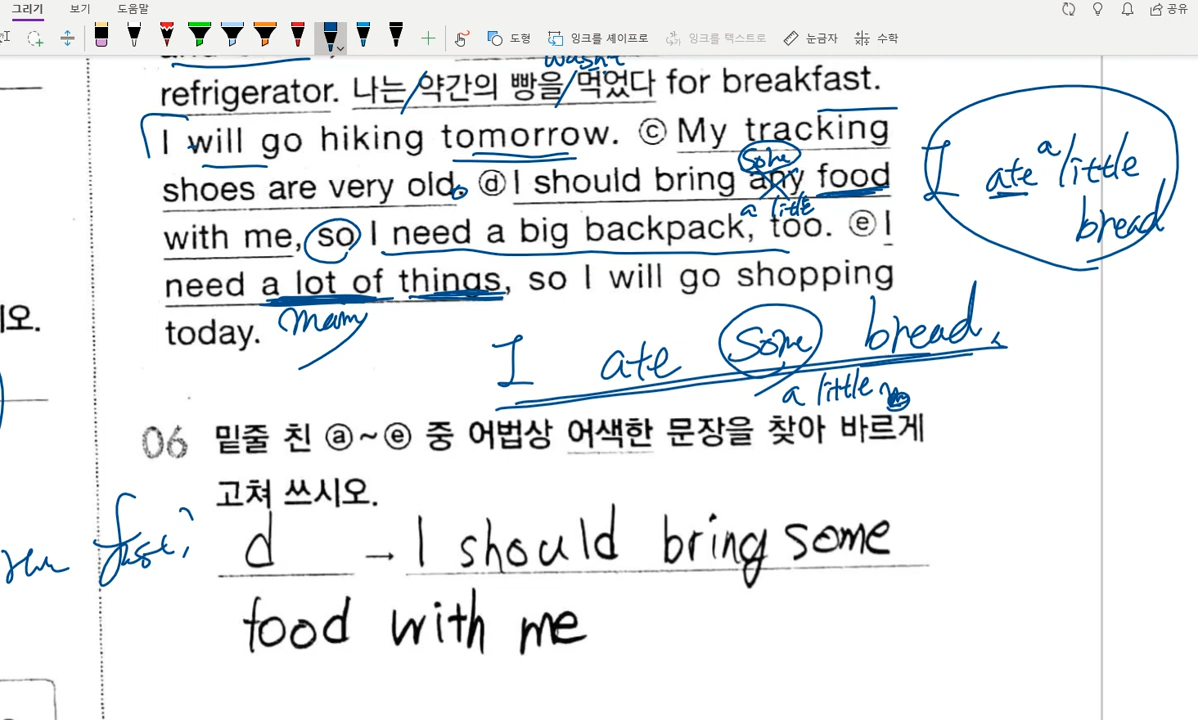 그리기 보기 도움말 공유
도형 잉크를 셰이프로 잉크를 텍스트로 눈금자 수학
wasn't
refrigerator. 나는 약간의 빵을 먹었다 for breakfast.
I will go hiking tomorrow. ⓒ My tracking
some
shoes are very old. ⓓ I should bring any food
a little
with me, so I need a big backpack, too. ⓔ I
need a lot of things, so I will go shopping
today. many
I ate a little
bread
I ate some bread.
a little
오.
06 밑줄 친 ⓐ~ⓔ 중 어법상 어색한 문장을 찾아 바르게
고쳐 쓰시오.
fast?
d → I should bring some
food with me